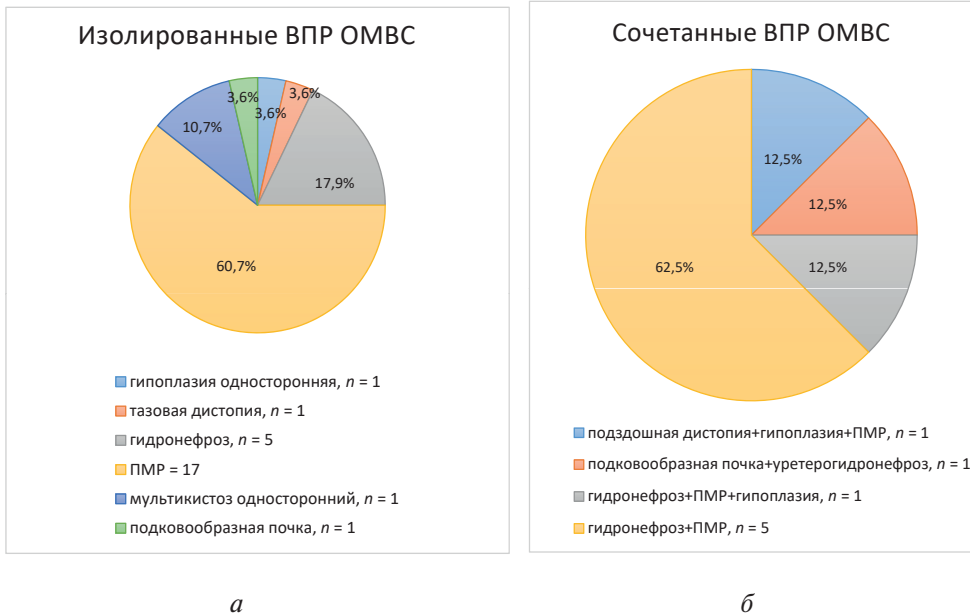 Изолированные ВПР ОМВС
3,6%
3,6%
3,6%
10,7%
17,9%
60,7%
гипоплазия односторонняя, n = 1
тазовая дистопия, n = 1
гидронефроз, n = 5
ПМР = 17
мультикистоз односторонний, n = 1
подковообразная почка, n = 1
а
Сочетанные ВПР ОМВС
12,5%
12,5%
12,5%
62,5%
подздошная дистопия+гипоплазия+ПМР, n = 1
подковообразная почка+уретерогидронефроз, n = 1
гидронефроз+ПМР+гипоплазия, n = 1
гидронефроз+ПМР, n = 5
б